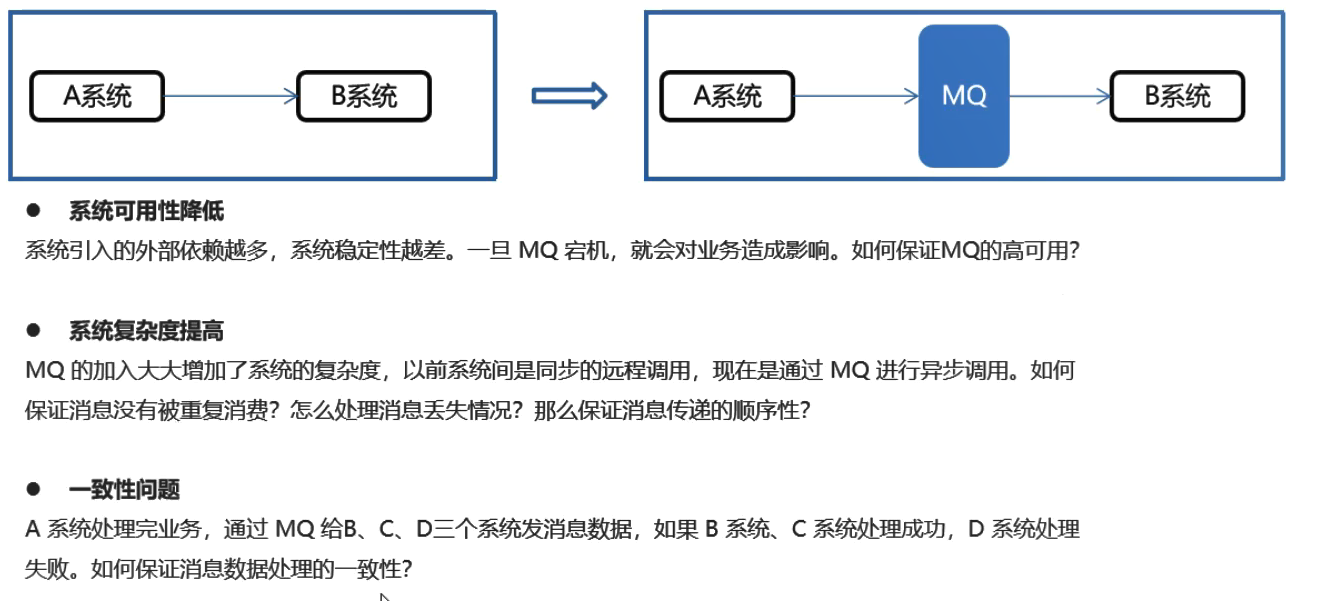 A系统
B系统
A系统
MQ
B系统
● 系统可用性降低
系统引入的外部依赖越多，系统稳定性越差。一旦 MQ 宕机，就会对业务造成影响。如何保证MQ的高可用？
● 系统复杂度提高
MQ 的加入大大增加了系统的复杂度，以前系统间是同步的远程调用，现在是通过 MQ 进行异步调用。如何
保证消息没有被重复消费？怎么处理消息丢失情况？那么保证消息传递的顺序性？
● 一致性问题
A 系统处理完业务，通过 MQ 给B、C、D三个系统发消息数据，如果 B 系统、C 系统处理成功，D 系统处理
失败。如何保证消息数据处理的一致性？